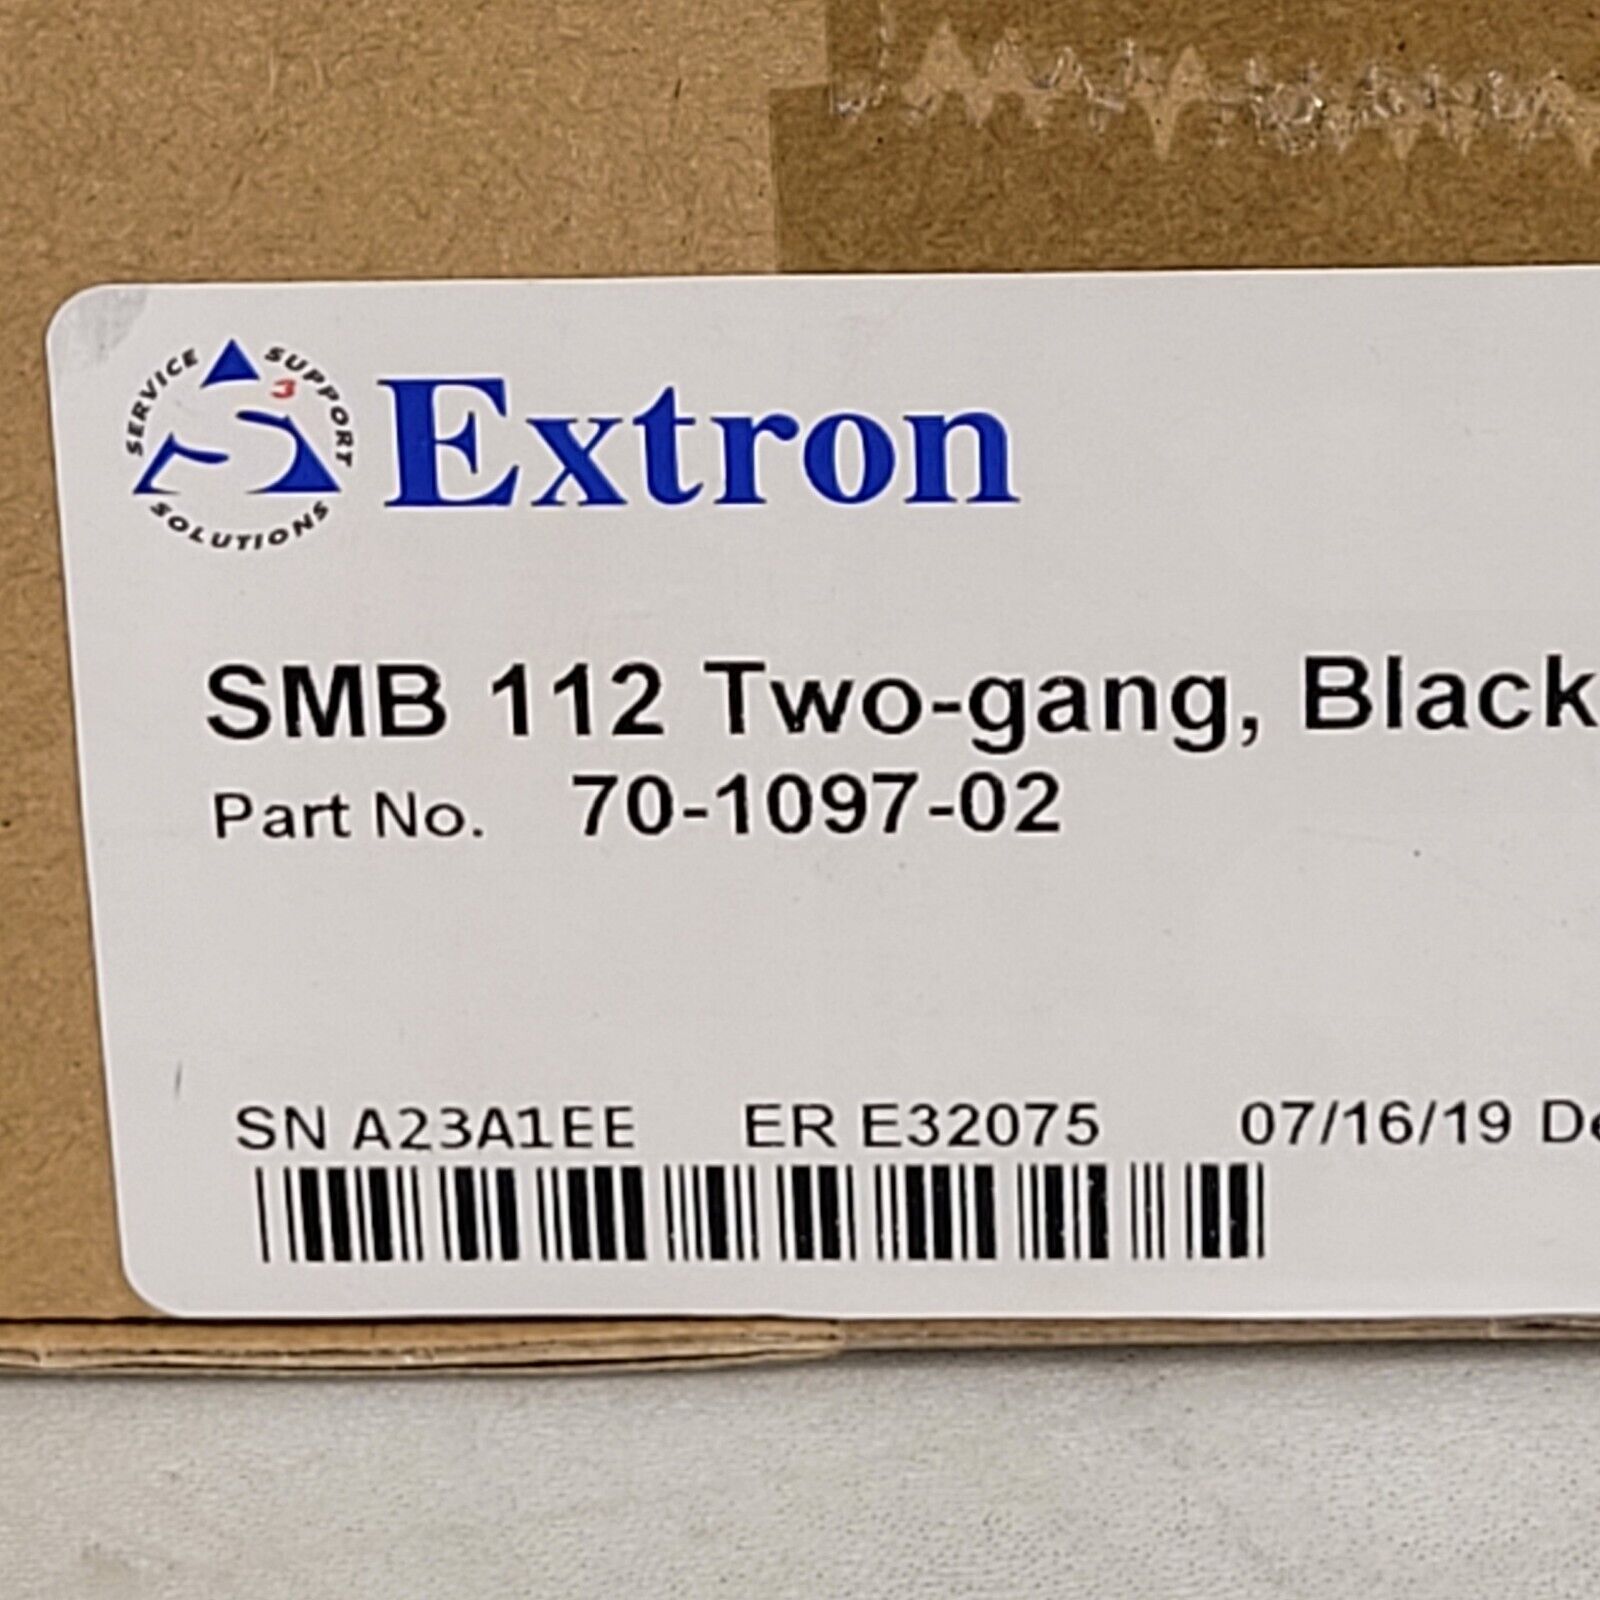 SERVICE SUPPORT SOLUTIONS
3
Extron
SMB 112 Two-gang, Black
Part No. 70-1097-02
SN A23A1EE ER E32075 07/16/19